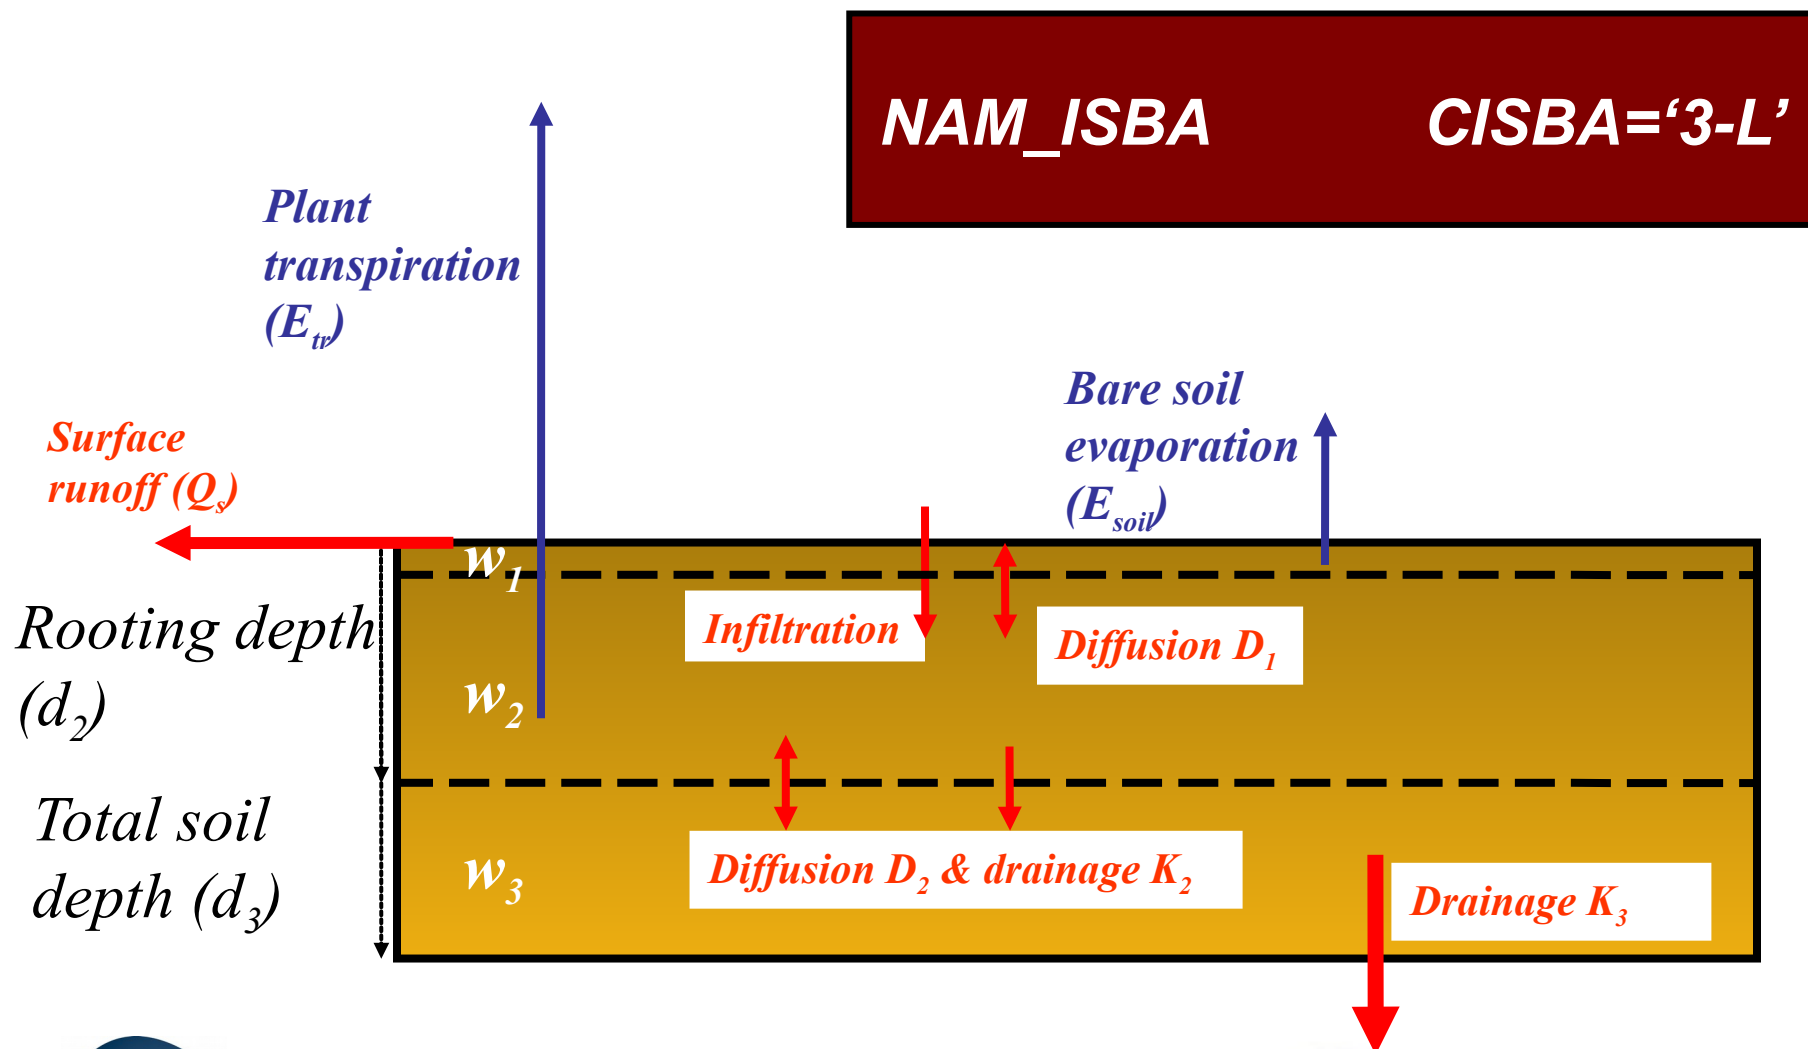 NAM_ISBA CISBA=‘3-L’
Plant
transpiration
(Etr)
Bare soil
evaporation
(Esoil)
Surface
runoff (Qs)
w1
Rooting depth
(d2)
Infiltration
Diffusion D1
w2
Total soil
depth (d3)
w3
Diffusion D2 & drainage K2
Drainage K3